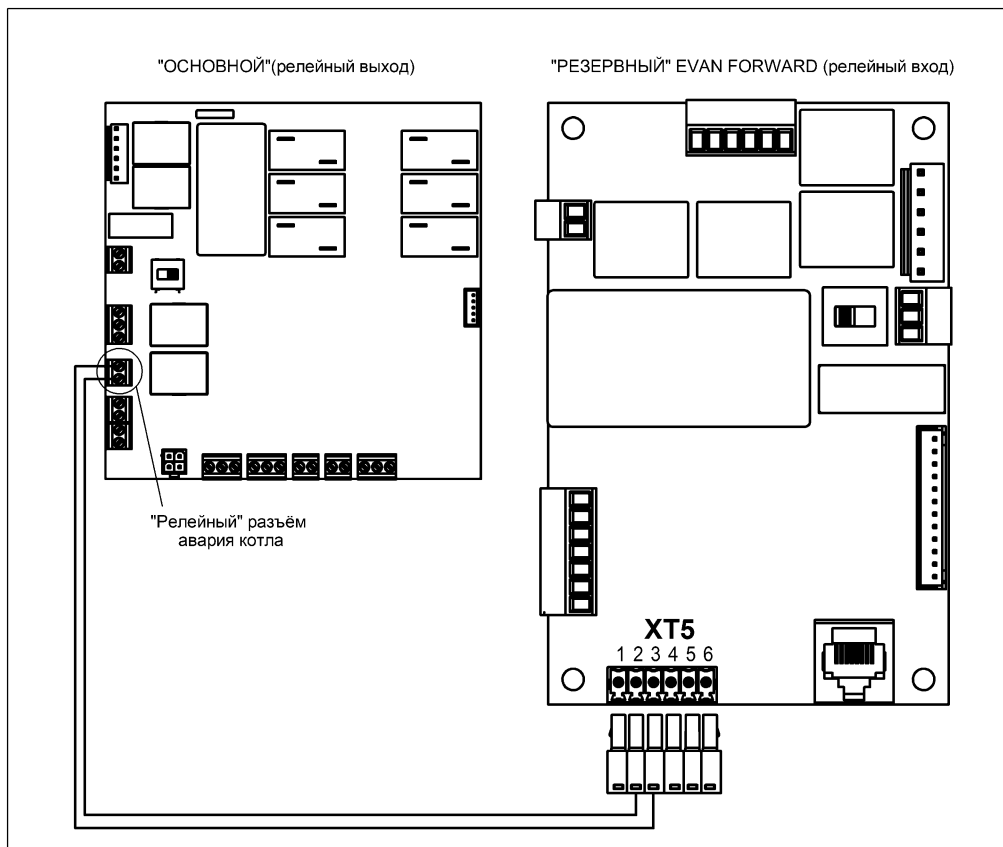 "ОСНОВНОЙ"(релейный выход)
"РЕЗЕРВНЫЙ" EVAN FORWARD (релейный вход)
"Релейный" разъём
авария котла
XT5
1 2 3 4 5 6